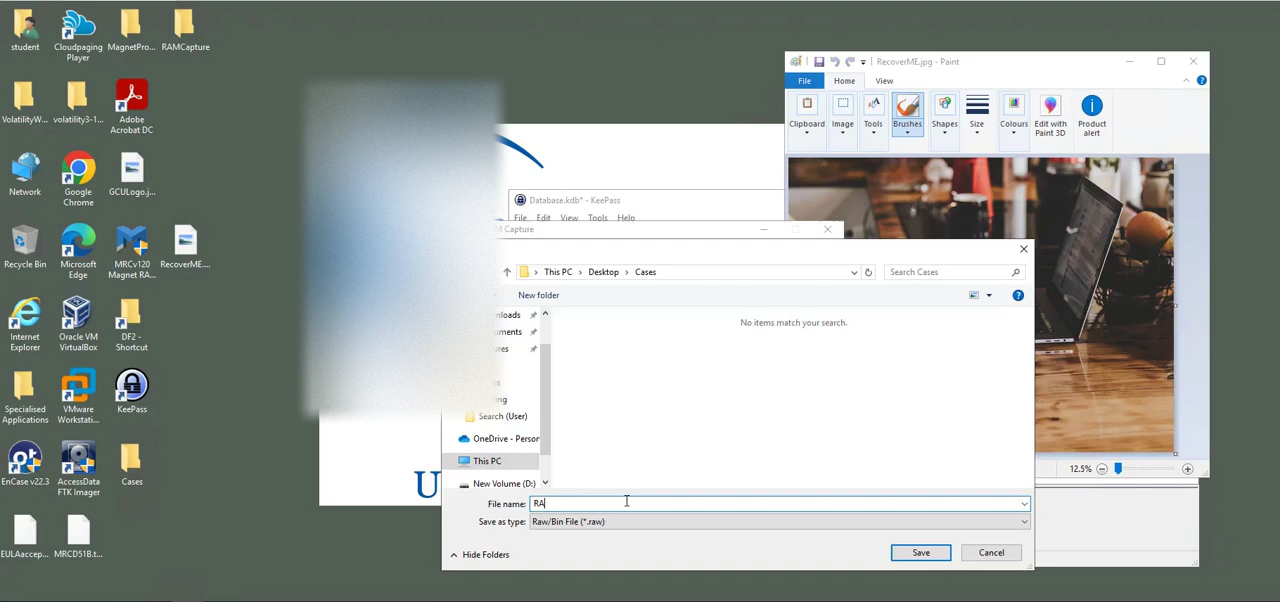 student
Cloudpaging
Player
MagnetPro...
RAMCapture
VolatilityW...
volatility3-1...
Adobe
Acrobat DC
Network
Google
Chrome
GCULogo.j...
Recycle Bin
Microsoft
Edge
MRCv120
Magnet RA...
RecoverME....
Internet
Explorer
Oracle VM
VirtualBox
DF2 -
Shortcut
Specialised
Applications
VMware
Workstati...
KeePass
EnCase v22.3
AccessData
FTK Imager
Cases
EULAaccep...
MRCD51B.t...
RecoverME.jpg - Paint
File
Home
View
Clipboard
Image
Tools
Brushes
Shapes
Size
Colours
Edit with
Paint 3D
Product
alert
12.5%
Database.kdb* - KeePass
File Edit View Tools Help
M Capture
This PC > Desktop > Cases
Search Cases
New folder
nloads
uments
ures
es
ng
Search (User)
OneDrive - Person
This PC
New Volume (D:)
No items match your search.
File name: RA
Save as type: Raw/Bin File (*.raw)
Hide Folders
Save
Cancel
U